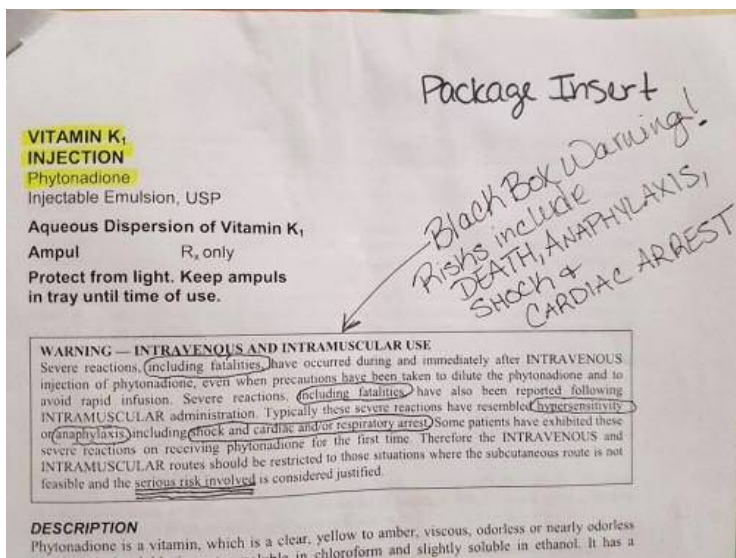 Package Insert
Black Box Warning!
Risks include
DEATH, ANAPHYLAXIS,
SHOCK &
CARDIAC ARREST
VITAMIN K₁
INJECTION
Phytonadione
Injectable Emulsion, USP
Aqueous Dispersion of Vitamin K₁
Ampul Rₓ only
Protect from light. Keep ampuls
in tray until time of use.
WARNING — INTRAVENOUS AND INTRAMUSCULAR USE
Severe reactions, including fatalities, have occurred during and immediately after INTRAVENOUS
injection of phytonadione, even when precautions have been taken to dilute the phytonadione and to
avoid rapid infusion. Severe reactions, including fatalities have also been reported following
INTRAMUSCULAR administration. Typically these severe reactions have resembled hypersensitivity
or anaphylaxis, including shock and cardiac and/or respiratory arrest. Some patients have exhibited these
severe reactions on receiving phytonadione for the first time. Therefore the INTRAVENOUS and
INTRAMUSCULAR routes should be restricted to those situations where the subcutaneous route is not
feasible and the serious risk involved is considered justified.
DESCRIPTION
Phytonadione is a vitamin, which is a clear, yellow to amber, viscous, odorless or nearly odorless
in chloroform and slightly soluble in ethanol. It has a